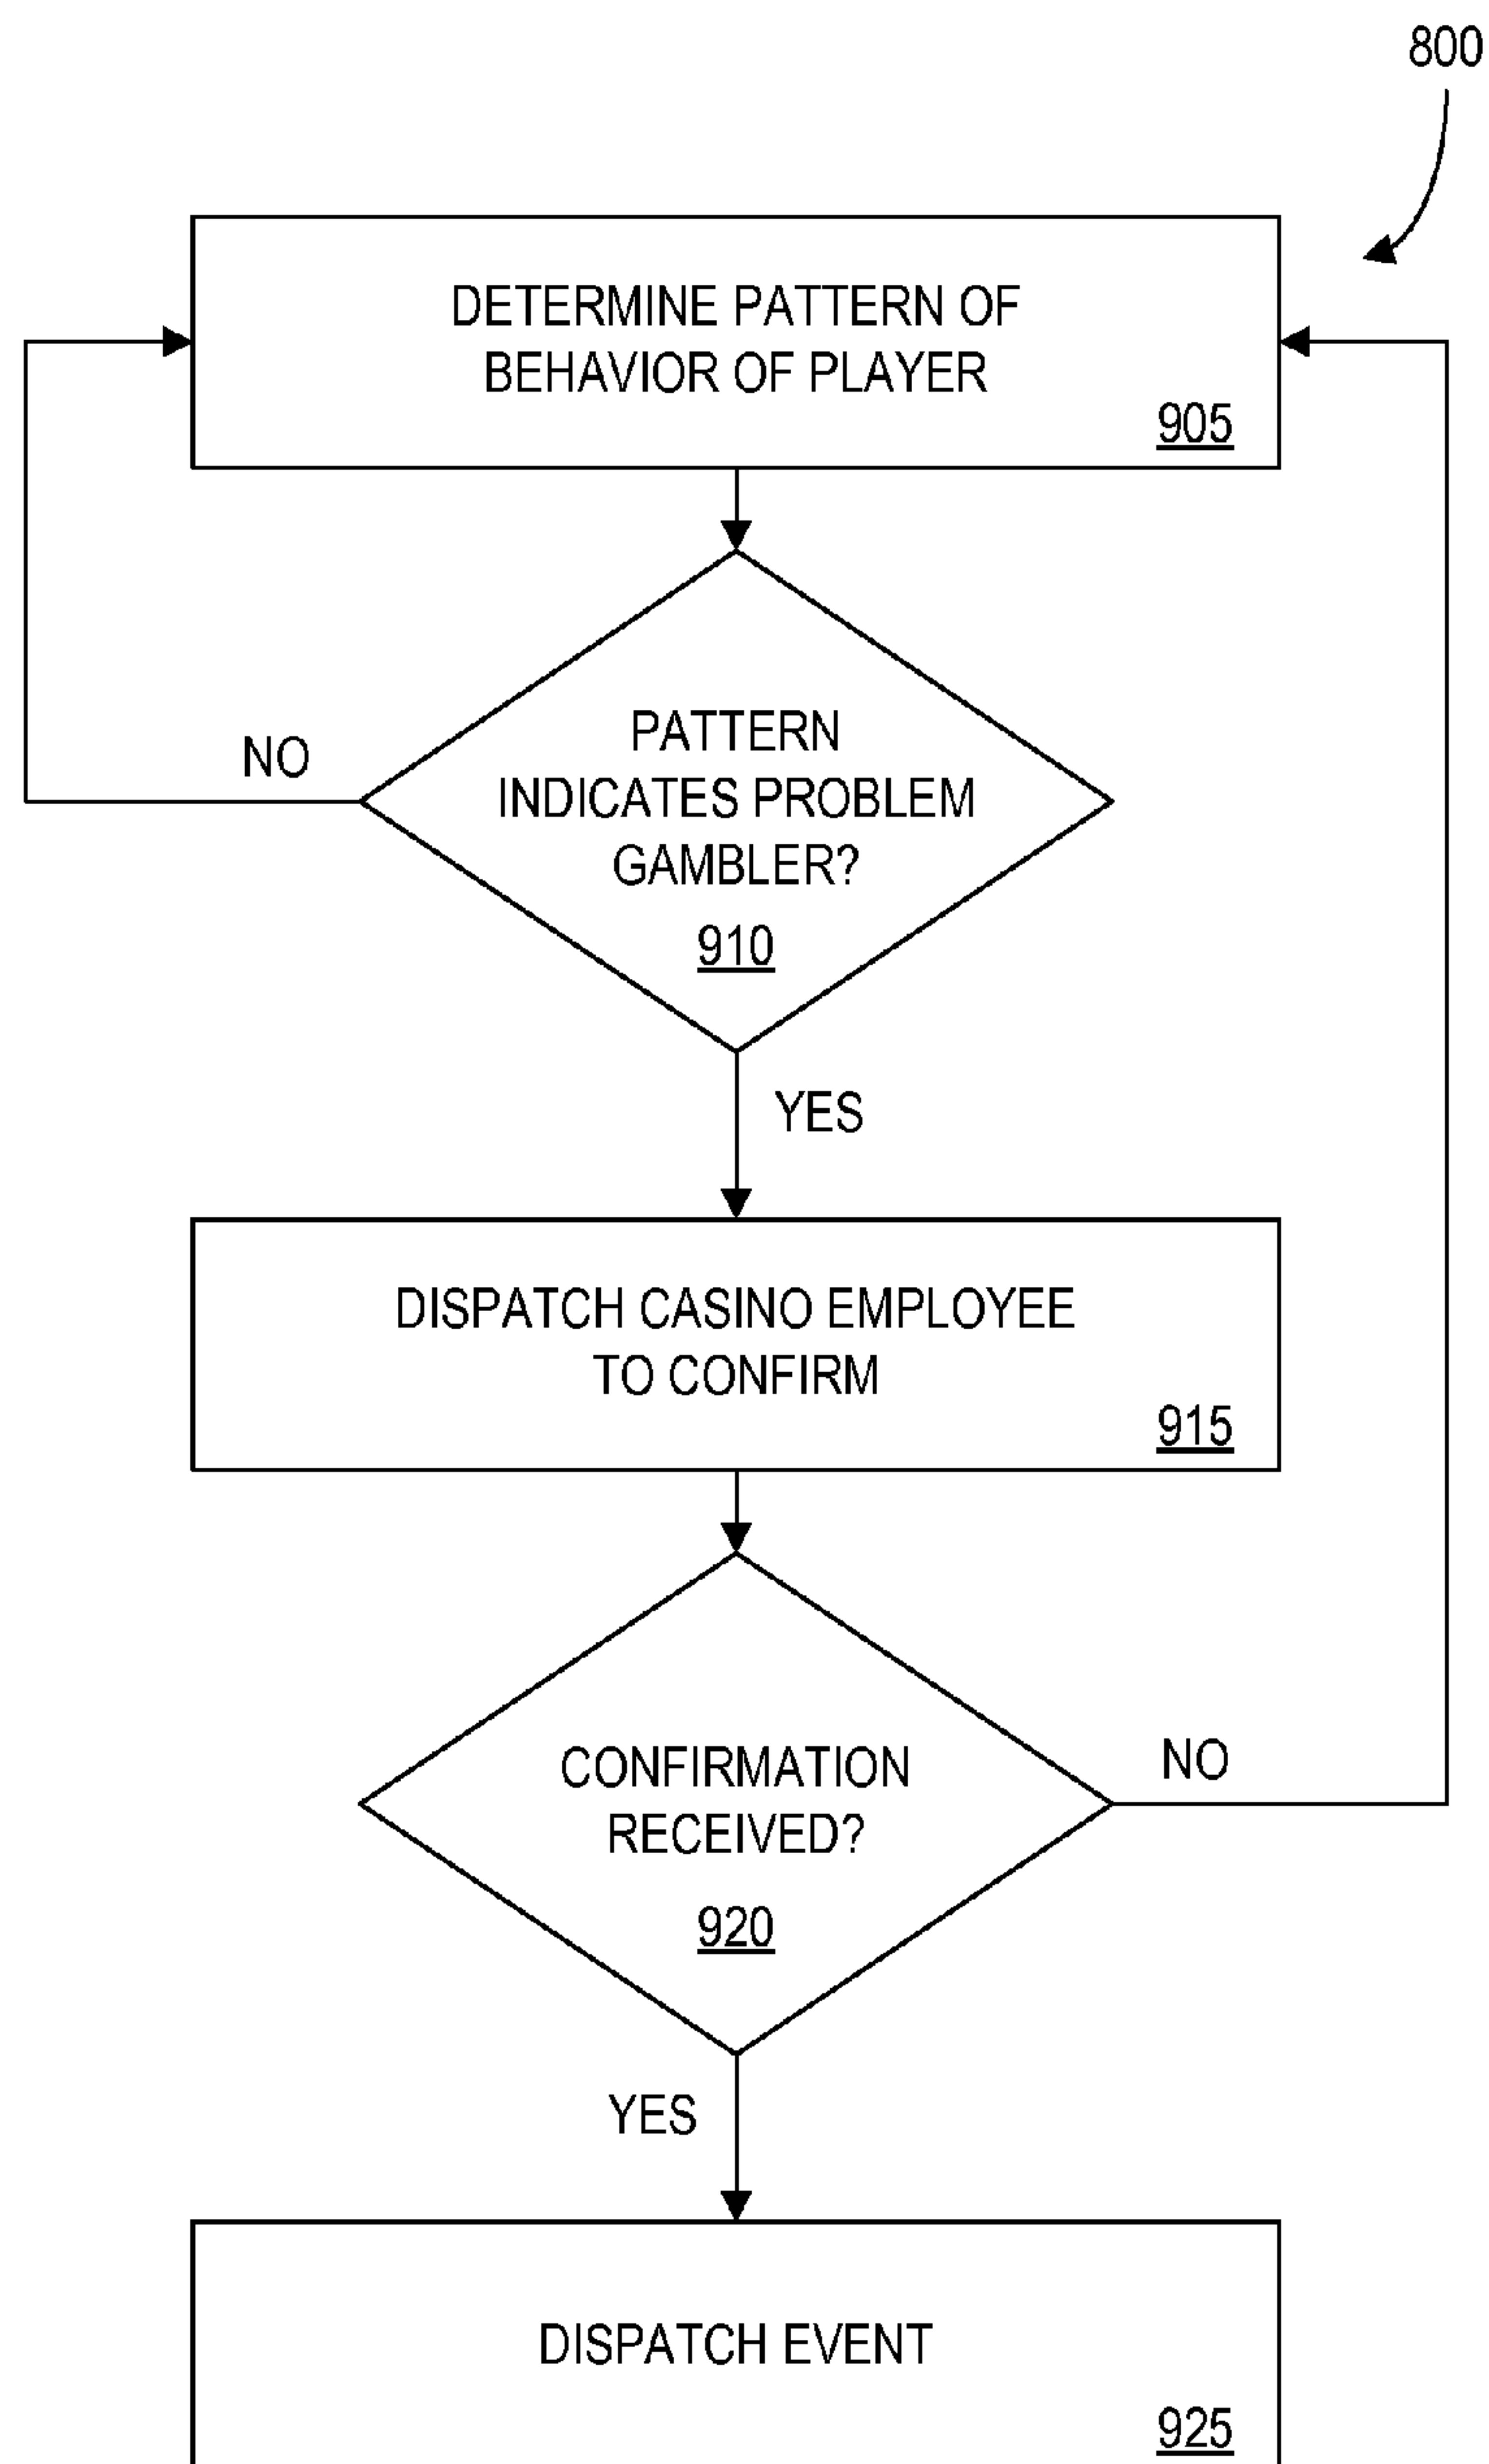 800
DETERMINE PATTERN OF
BEHAVIOR OF PLAYER
905
PATTERN
INDICATES PROBLEM
GAMBLER?
910
NO
YES
DISPATCH CASINO EMPLOYEE
TO CONFIRM
915
CONFIRMATION
RECEIVED?
920
NO
YES
DISPATCH EVENT
925